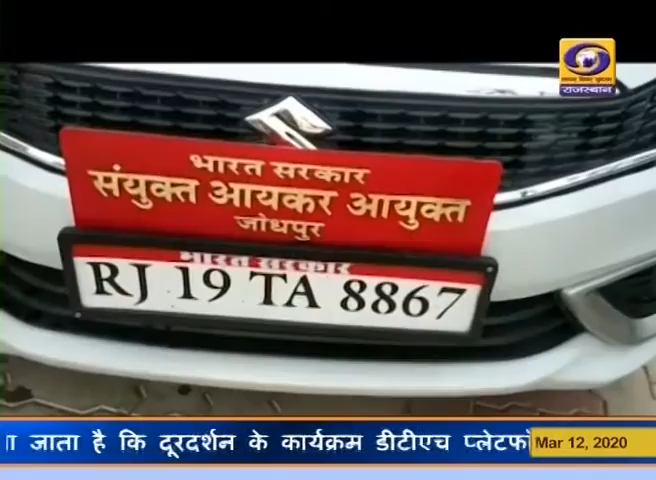 राजस्थान
भारत सरकार
संयुक्त आयकर आयुक्त
जोधपुर
भारत सरकार
RJ 19 TA 8867
जाता है कि दूरदर्शन के कार्यक्रम डीटीएच प्लेटफॉ
Mar 12, 2020